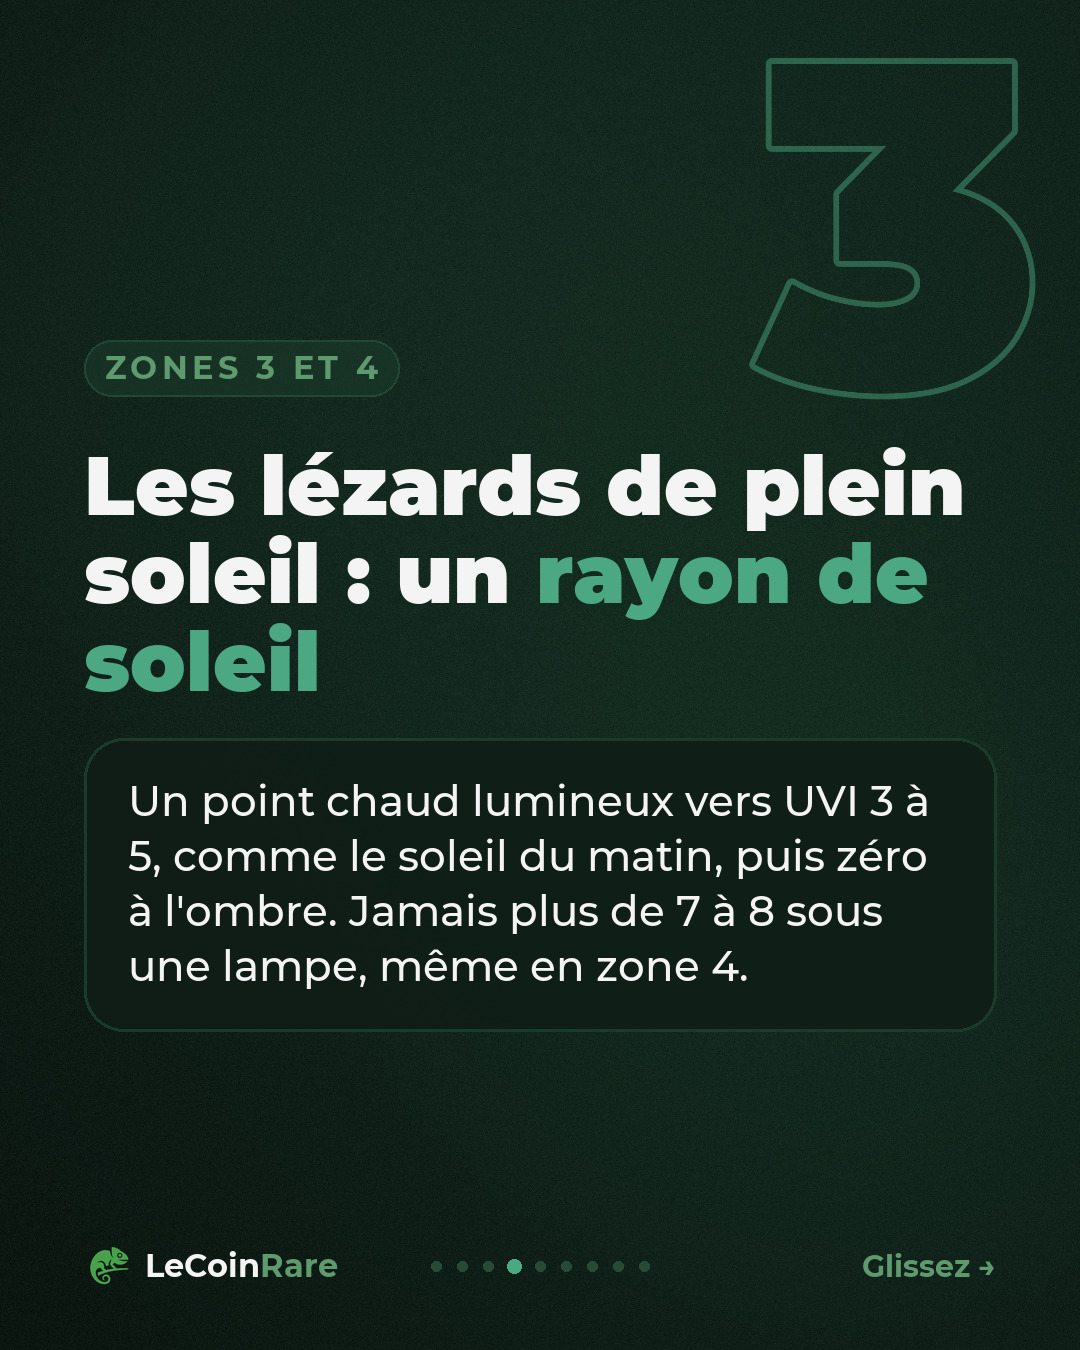 3
ZONES 3 ET 4
Les lézards de plein
soleil : un rayon de
soleil
Un point chaud lumineux vers UVI 3 à
5, comme le soleil du matin, puis zéro
à l'ombre. Jamais plus de 7 à 8 sous
une lampe, même en zone 4.
LeCoinRare
Glissez →